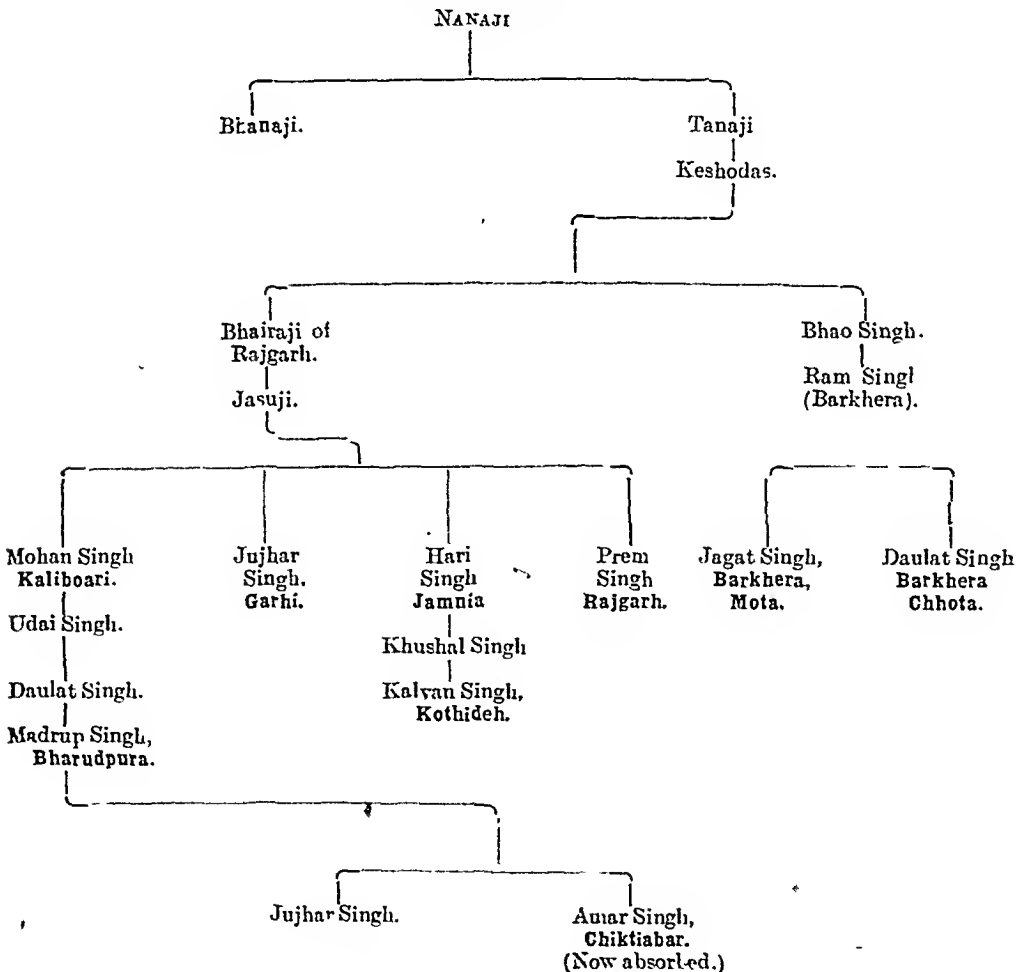 NANAJI
Bhanaji.
Tanaji
Keshodas.
Bhairaji of
Rajgarh.
Bhao Singh.
Jasuji.
Ram Singh
(Barkhera).
Mohan Singh
Kaliboari.
Jujhar
Singh.
Garhi.
Hari
Singh
Jamnia
Prem
Singh
Rajgarh.
Jagat Singh,
Barkhera,
Mota.
Daulat Singh
Barkhera
Chhota.
Udai Singh.
Khushal Singh
Daulat Singh.
Kalyan Singh,
Kothideh.
Madrup Singh,
Bharudpura.
Jujhar Singh.
Amar Singh,
Chiktiabar.
(Now absorbed.)